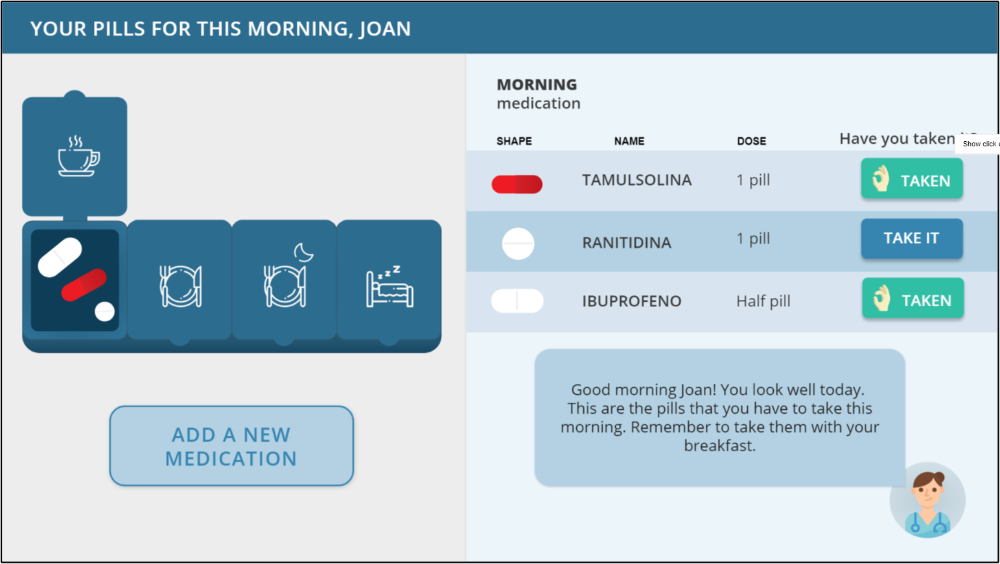 YOUR PILLS FOR THIS MORNING, JOAN
MORNING
medication
SHAPE NAME DOSE Have you taken
Show click
TAMULSOLINA 1 pill TAKEN
RANITIDINA 1 pill TAKE IT
IBUPROFENO Half pill TAKEN
Good morning Joan! You look well today.
This are the pills that you have to take this
morning. Remember to take them with your
breakfast.
ADD A NEW
MEDICATION